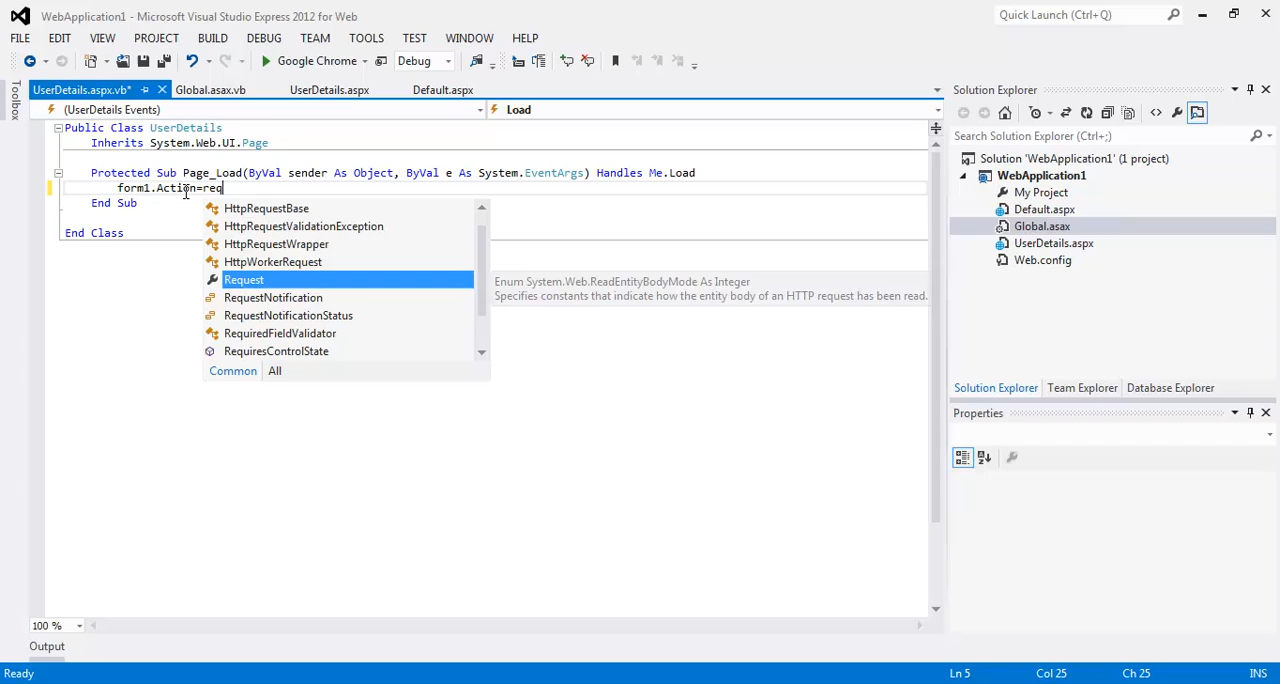 WebApplication1 - Microsoft Visual Studio Express 2012 for Web
Quick Launch (Ctrl+Q)
FILE EDIT VIEW PROJECT BUILD DEBUG TEAM TOOLS TEST WINDOW HELP
Google Chrome Debug
Toolbox
UserDetails.aspx.vb* Global.asax.vb UserDetails.aspx Default.aspx
(UserDetails Events) Load
Public Class UserDetails
Inherits System.Web.UI.Page
Protected Sub Page_Load(ByVal sender As Object, ByVal e As System.EventArgs) Handles Me.Load
form1.Action=req
End Sub
End Class
HttpRequestBase
HttpRequestValidationException
HttpRequestWrapper
HttpWorkerRequest
Request
RequestNotification
RequestNotificationStatus
RequiredFieldValidator
RequiresControlState
Common All
Enum System.Web.ReadEntityBodyMode As Integer
Specifies constants that indicate how the entity body of an HTTP request has been read.
100 %
Output
Solution Explorer
Search Solution Explorer (Ctrl+;)
Solution 'WebApplication1' (1 project)
WebApplication1
My Project
Default.aspx
Global.asax
UserDetails.aspx
Web.config
Solution Explorer Team Explorer Database Explorer
Properties
Ready Ln 5 Col 25 Ch 25 INS